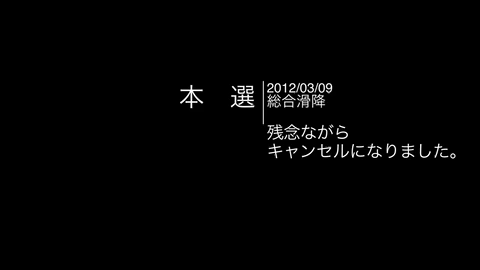 本　選
2012/03/09
総合滑降
残念ながら
キャンセルになりました。